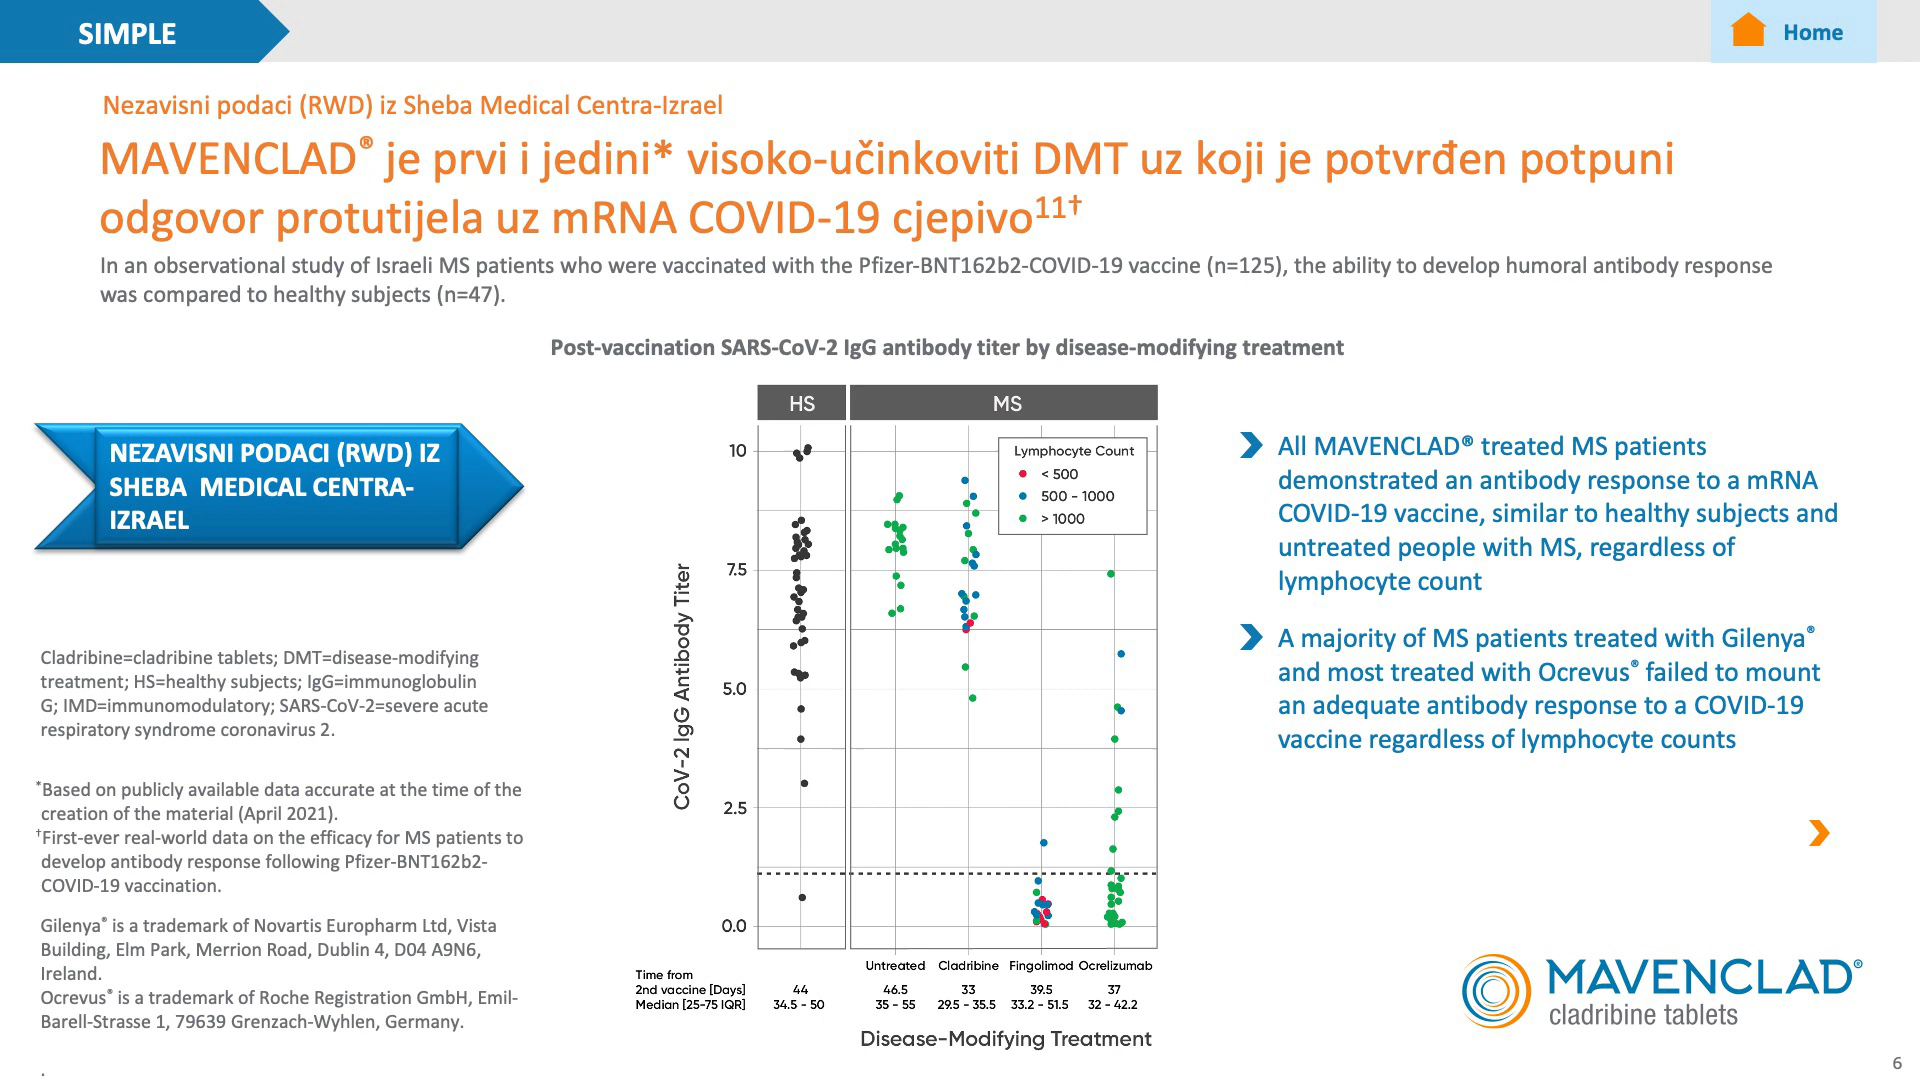 SIMPLE
Home
Nezavisni podaci (RWD) iz Sheba Medical Centra-Izrael
MAVENCLAD® je prvi i jedini* visoko-učinkoviti DMT uz koji je potvrđen potpuni
odgovor protutijela uz mRNA COVID-19 cjepivo11†
In an observational study of Israeli MS patients who were vaccinated with the Pfizer-BNT162b2-COVID-19 vaccine (n=125), the ability to develop humoral antibody response
was compared to healthy subjects (n=47).
Post-vaccination SARS-CoV-2 IgG antibody titer by disease-modifying treatment
NEZAVISNI PODACI (RWD) IZ
SHEBA MEDICAL CENTRA-
IZRAEL
Cladribine=cladribine tablets; DMT=disease-modifying
treatment; HS=healthy subjects; IgG=immunoglobulin
G; IMD=immunomodulatory; SARS-CoV-2=severe acute
respiratory syndrome coronavirus 2.
*Based on publicly available data accurate at the time of the
creation of the material (April 2021).
†First-ever real-world data on the efficacy for MS patients to
develop antibody response following Pfizer-BNT162b2-
COVID-19 vaccination.
Gilenya® is a trademark of Novartis Europharm Ltd, Vista
Building, Elm Park, Merrion Road, Dublin 4, D04 A9N6,
Ireland.
Ocrevus® is a trademark of Roche Registration GmbH, Emil-
Barell-Strasse 1, 79639 Grenzach-Wyhlen, Germany.
.
HS MS
Lymphocyte Count
< 500
500 - 1000
> 1000
CoV-2 IgG Antibody Titer
10
7.5
5.0
2.5
0.0
Untreated Cladribine Fingolimod Ocrelizumab
Time from
2nd vaccine [Days] 44 46.5 33 39.5 37
Median [25-75 IQR] 34.5 - 50 35 - 55 29.5 - 35.5 33.2 - 51.5 32 - 42.2
Disease-Modifying Treatment
All MAVENCLAD® treated MS patients
demonstrated an antibody response to a mRNA
COVID-19 vaccine, similar to healthy subjects and
untreated people with MS, regardless of
lymphocyte count
A majority of MS patients treated with Gilenya®
and most treated with Ocrevus® failed to mount
an adequate antibody response to a COVID-19
vaccine regardless of lymphocyte counts
MAVENCLAD®
cladribine tablets
6